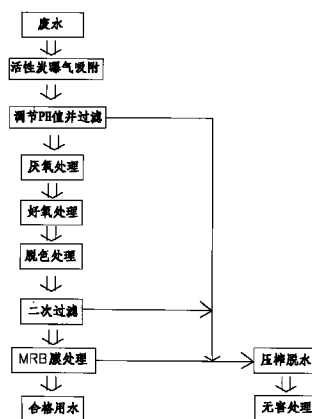 废水
活性炭曝气吸附
调节PH值并过滤
厌氧处理
好氧处理
脱色处理
二次过滤
MRB膜处理
压榨脱水
合格用水
无害处理